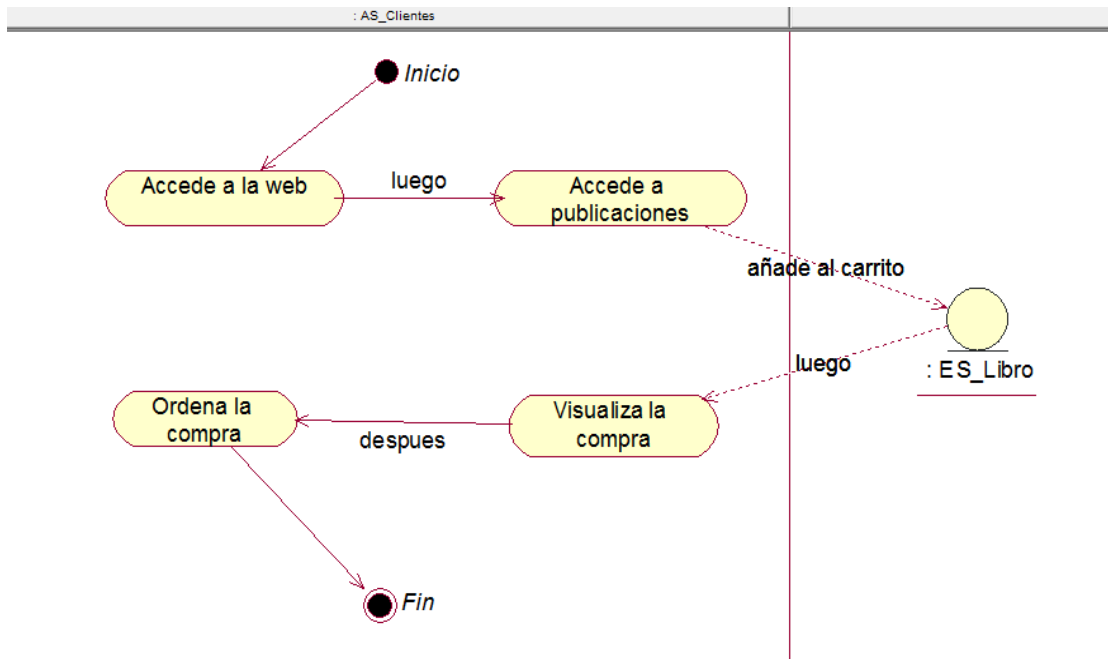 : AS_Clientes
Inicio
Accede a la web
luego
Accede a
publicaciones
añade al carrito
: ES_Libro
luego
Visualiza la
compra
despues
Ordena la
compra
Fin